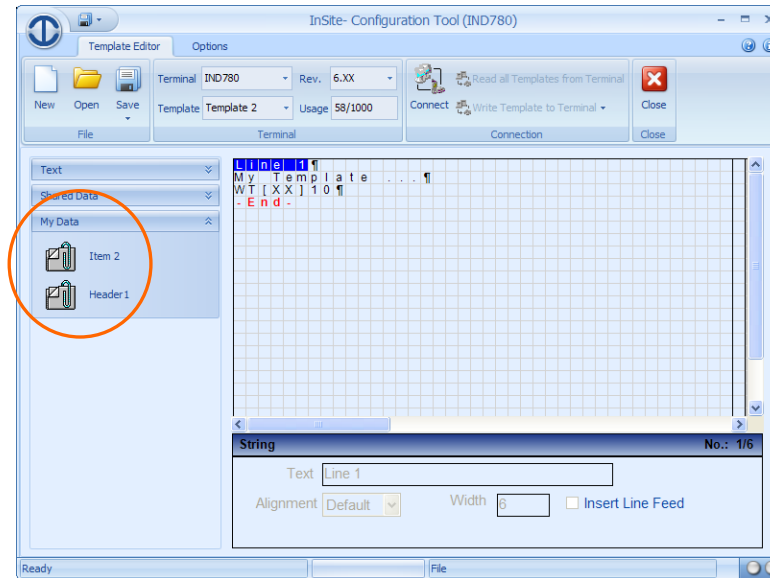 InSite- Configuration Tool (IND780)
Template Editor Options
New Open Save
Terminal IND780 Rev. 6.XX
Template Template 2 Usage 58/1000
Connect
Read all Templates from Terminal
Write Template to Terminal
Close
File Terminal Connection Close
Text
Shared Data
My Data
Item 2
Header1
Line 1¶
My Template ...¶
WT[XX]10¶
-End-
String No.: 1/6
Text Line 1
Alignment Default Width 6 Insert Line Feed
Ready File